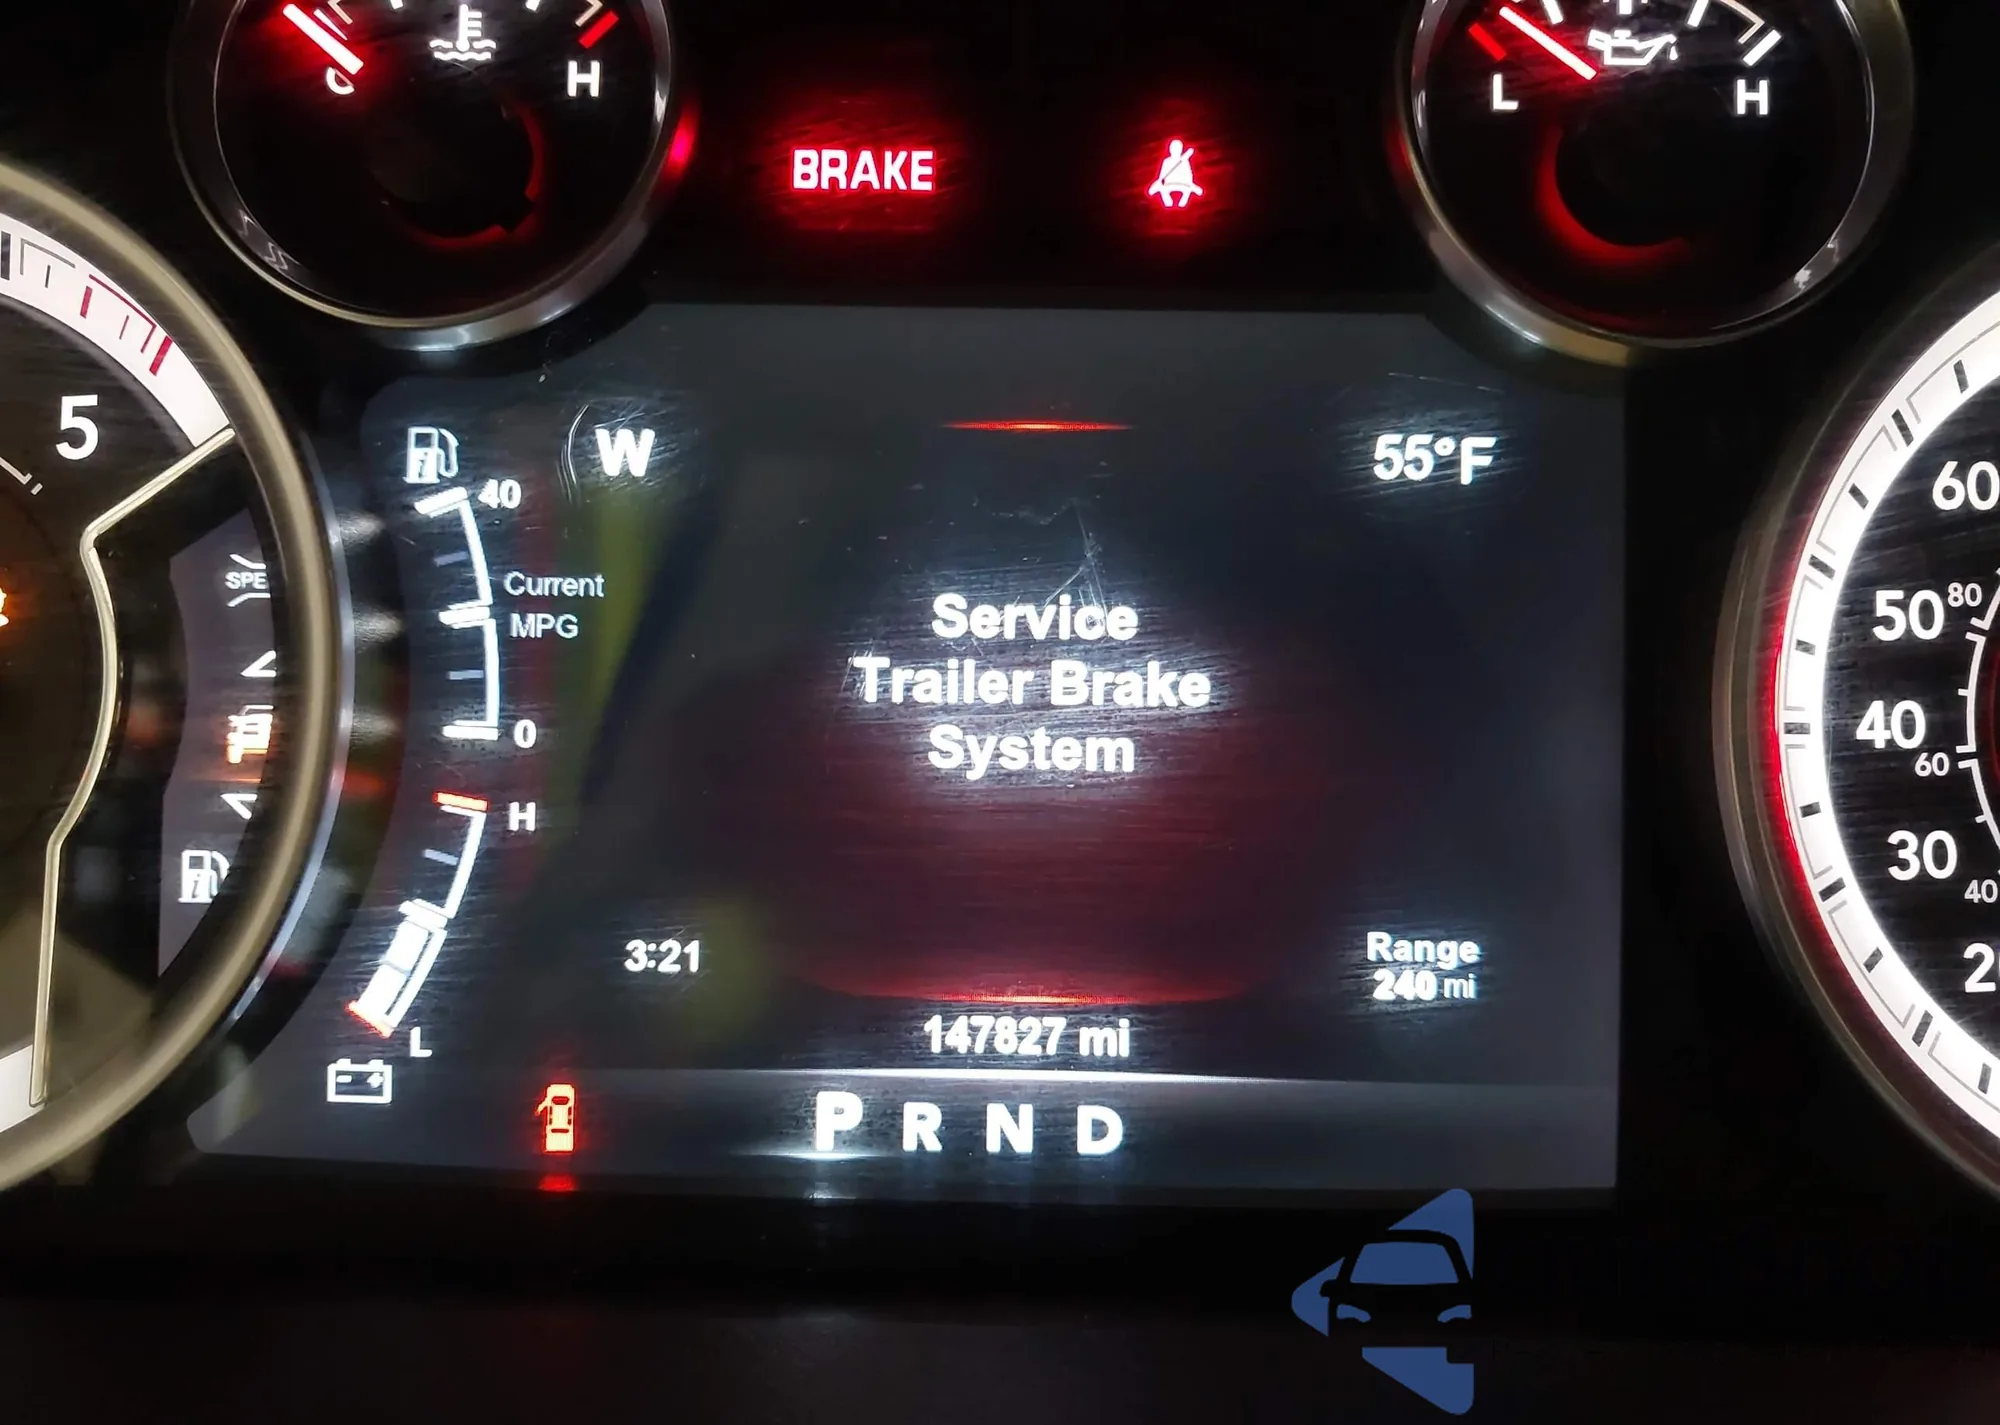 H
L
H
BRAKE
5
W
55°F
40
Current
MPG
0
H
L
Service
Trailer Brake
System
3:21
Range
240 mi
147827 mi
P R N D
SPE
60
50
80
40
60
30
40